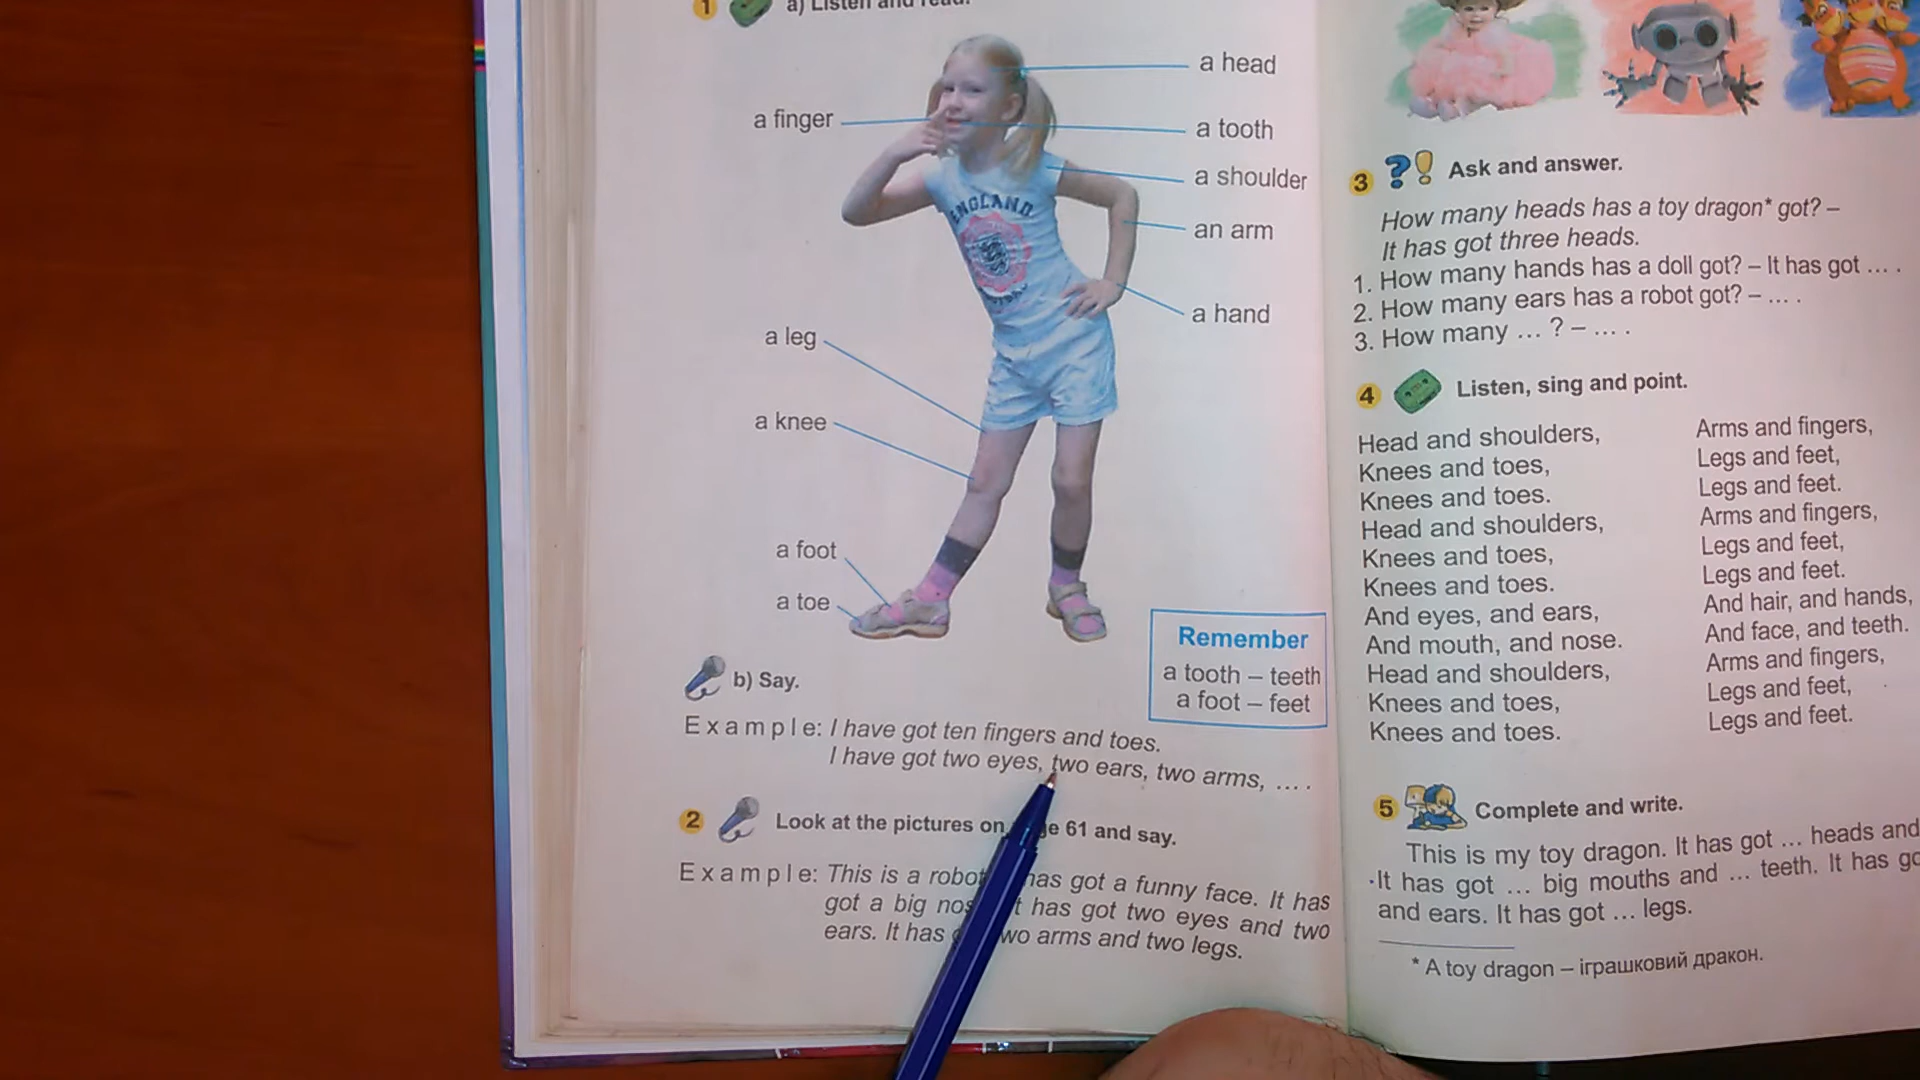 1 a) Listen and read.
a head
a finger
a tooth
a shoulder
an arm
a hand
a leg
a knee
a foot
a toe
ENGLAND
Remember
a tooth – teeth
a foot – feet
b) Say.
Example: I have got ten fingers and toes.
I have got two eyes, two ears, two arms, ... .
2 Look at the pictures on 61 and say.
Example: This is a robot has got a funny face. It has
got a big has got two eyes and two
ears. It has arms and two legs.
3 ?! Ask and answer.
How many heads has a toy dragon* got? –
It has got three heads.
1. How many hands has a doll got? – It has got ... .
2. How many ears has a robot got? – ... .
3. How many ... ? – ... .
4 Listen, sing and point.
Head and shoulders,
Knees and toes,
Knees and toes.
Head and shoulders,
Knees and toes,
Knees and toes.
And eyes, and ears,
And mouth, and nose.
Head and shoulders,
Knees and toes,
Knees and toes.
Arms and fingers,
Legs and feet,
Legs and feet.
Arms and fingers,
Legs and feet,
Legs and feet.
And hair, and hands,
And face, and teeth.
Arms and fingers,
Legs and feet,
Legs and feet.
5 Complete and write.
This is my toy dragon. It has got ... heads and
It has got ... big mouths and ... teeth. It has
and ears. It has got ... legs.
* A toy dragon – іграшковий дракон.